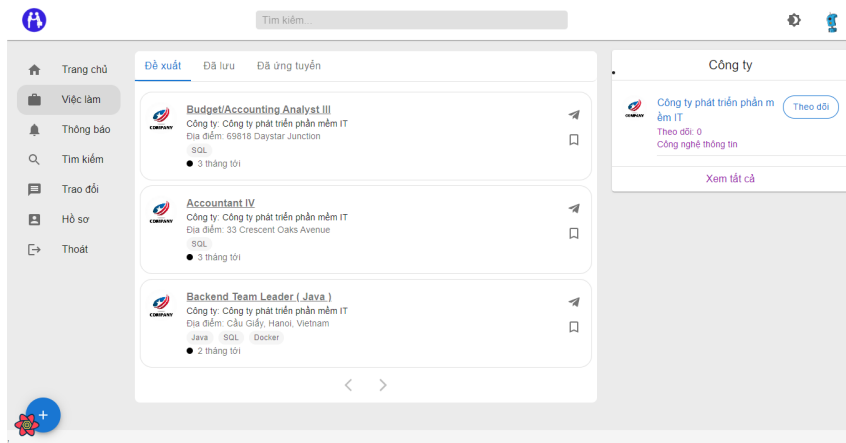 Tìm kiếm...
Trang chủ
Việc làm
Thông báo
Tìm kiếm
Trao đổi
Hồ sơ
Thoát
Đề xuất
Đã lưu
Đã ứng tuyển
COMPANY
Budget/Accounting Analyst III
Công ty: Công ty phát triển phần mềm IT
Địa điểm: 69818 Daystar Junction
SQL
3 tháng tới
COMPANY
Accountant IV
Công ty: Công ty phát triển phần mềm IT
Địa điểm: 33 Crescent Oaks Avenue
SQL
3 tháng tới
COMPANY
Backend Team Leader ( Java )
Công ty: Công ty phát triển phần mềm IT
Địa điểm: Cầu Giấy, Hanoi, Vietnam
Java SQL Docker
2 tháng tới
Công ty
COMPANY
Công ty phát triển phần m
ềm IT
Theo dõi
Theo dõi: 0
Công nghệ thông tin
Xem tất cả